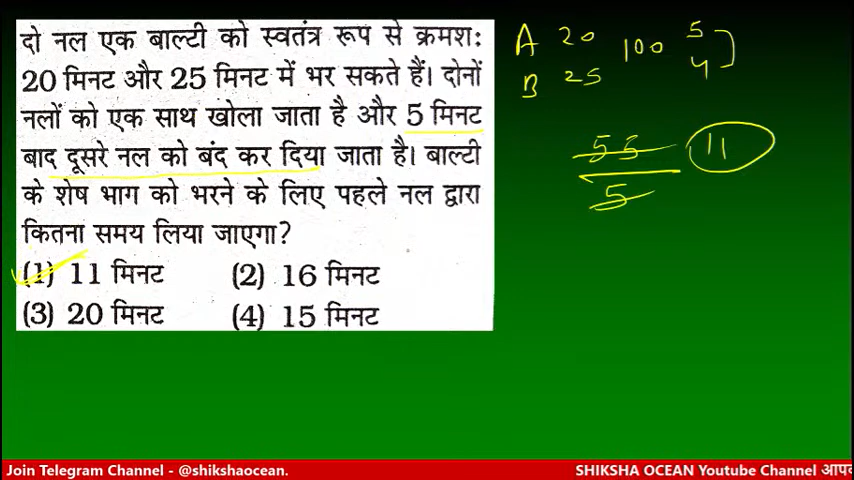 दो नल एक बाल्टी को स्वतंत्र रूप से क्रमश:
20 मिनट और 25 मिनट में भर सकते हैं। दोनों
नलों को एक साथ खोला जाता है और 5 मिनट
बाद दूसरे नल को बंद कर दिया जाता है। बाल्टी
के शेष भाग को भरने के लिए पहले नल द्वारा
कितना समय लिया जाएगा?
(1) 11 मिनट (2) 16 मिनट
(3) 20 मिनट (4) 15 मिनट
A 20 100 5
B 25 4
55 11
5
Join Telegram Channel - @shikshaocean. SHIKSHA OCEAN Youtube Channel आप